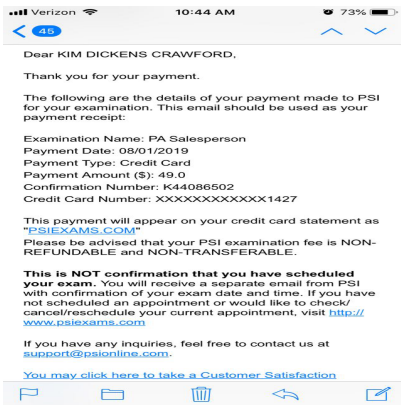 Verizon 10:44 AM 73%
45
Dear KIM DICKENS CRAWFORD,
Thank you for your payment.
The following are the details of your payment made to PSI
for your examination. This email should be used as your
payment receipt:
Examination Name: PA Salesperson
Payment Date: 08/01/2019
Payment Type: Credit Card
Payment Amount ($): 49.0
Confirmation Number: K44086502
Credit Card Number: XXXXXXXXXXXX1427
This payment will appear on your credit card statement as
"PSIEXAMS.COM"
Please be advised that your PSI examination fee is NON-
REFUNDABLE and NON-TRANSFERABLE.
This is NOT confirmation that you have scheduled
your exam. You will receive a separate email from PSI
with confirmation of your exam date and time. If you have
not scheduled an appointment or would like to check/
cancel/reschedule your current appointment, visit http://
www.psiexams.com
If you have any inquiries, feel free to contact us at
support@psionline.com.
You may click here to take a Customer Satisfaction